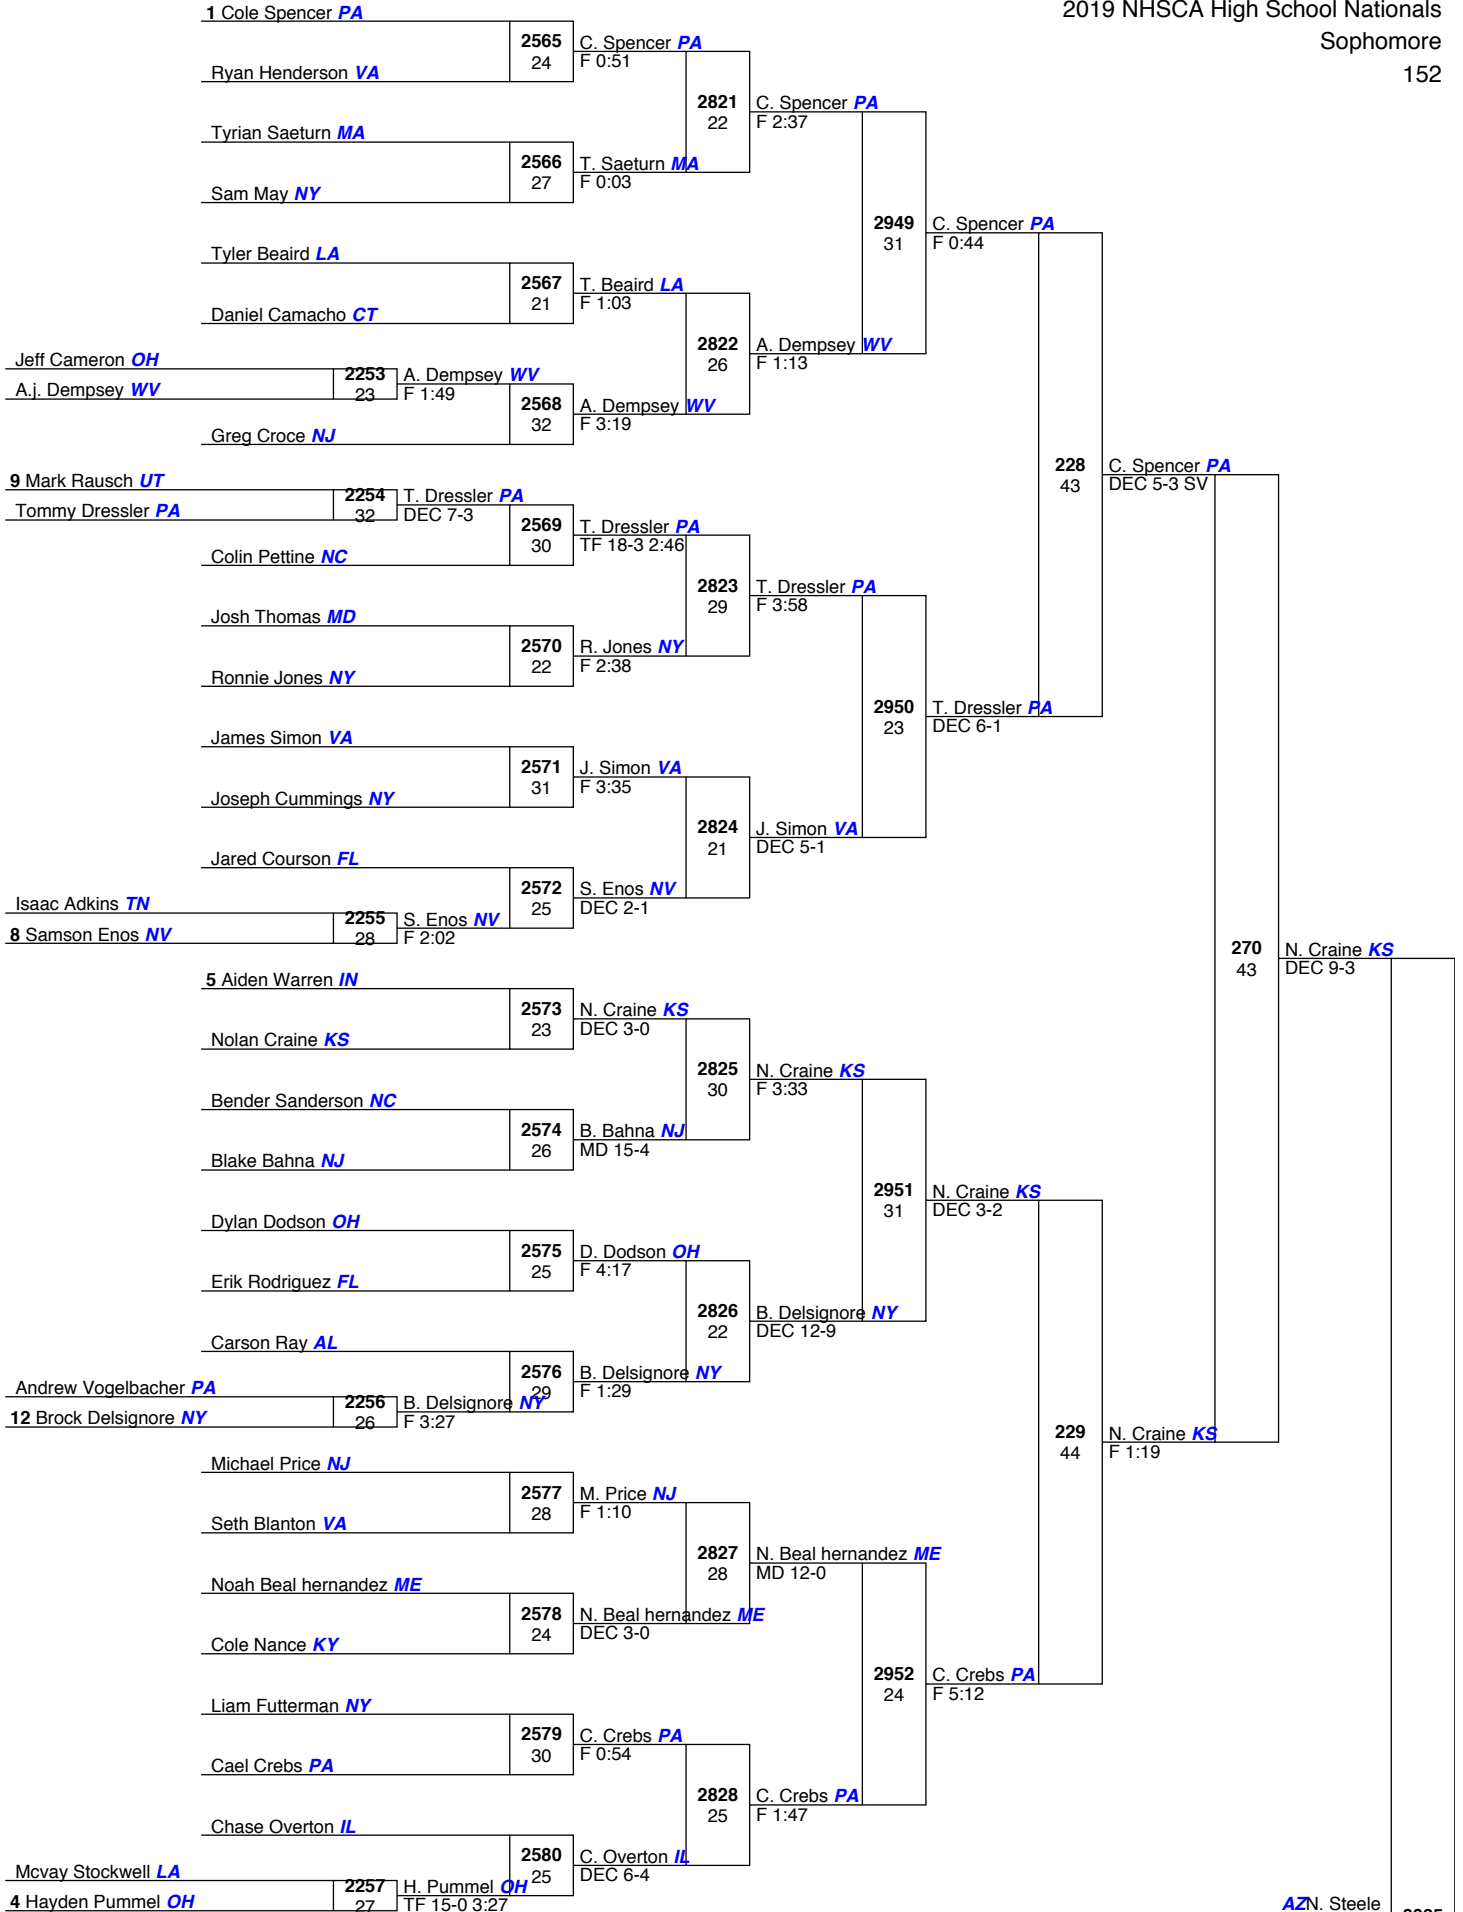 2019 NHSCA High School Nationals
Sophomore
152
1 Cole Spencer PA
2565 C. Spencer PA
24 F 0:51
Ryan Henderson VA
2821 C. Spencer PA
22 F 2:37
Tyrian Saeturn MA
2566 T. Saeturn MA
27 F 0:03
Sam May NY
2949 C. Spencer PA
31 F 0:44
Tyler Beaird LA
2567 T. Beaird LA
21 F 1:03
Daniel Camacho CT
2822 A. Dempsey WV
26 F 1:13
Jeff Cameron OH
2253 A. Dempsey WV
A.j. Dempsey WV
23 F 1:49
2568 A. Dempsey WV
32 F 3:19
Greg Croce NJ
228 C. Spencer PA
43 DEC 5-3 SV
9 Mark Rausch UT
2254 T. Dressler PA
Tommy Dressler PA
32 DEC 7-3
2569 T. Dressler PA
30 TF 18-3 2:46
Colin Pettine NC
2823 T. Dressler PA
29 F 3:58
Josh Thomas MD
2570 R. Jones NY
22 F 2:38
Ronnie Jones NY
2950 T. Dressler PA
23 DEC 6-1
James Simon VA
2571 J. Simon VA
31 F 3:35
Joseph Cummings NY
2824 J. Simon VA
21 DEC 5-1
Jared Courson FL
2572 S. Enos NV
25 DEC 2-1
Isaac Adkins TN
2255 S. Enos NV
8 Samson Enos NV
28 F 2:02
270 N. Craine KS
43 DEC 9-3
5 Aiden Warren IN
2573 N. Craine KS
23 DEC 3-0
Nolan Craine KS
2825 N. Craine KS
30 F 3:33
Bender Sanderson NC
2574 B. Bahna NJ
26 MD 15-4
Blake Bahna NJ
2951 N. Craine KS
31 DEC 3-2
Dylan Dodson OH
2575 D. Dodson OH
25 F 4:17
Erik Rodriguez FL
2826 B. Delsignore NY
22 DEC 12-9
Carson Ray AL
2576 B. Delsignore NY
29 F 1:29
Andrew Vogelbacher PA
2256 B. Delsignore NY
12 Brock Delsignore NY
26 F 3:27
229 N. Craine KS
44 F 1:19
Michael Price NJ
2577 M. Price NJ
28 F 1:10
Seth Blanton VA
2827 N. Beal hernandez ME
28 MD 12-0
Noah Beal hernandez ME
2578 N. Beal hernandez ME
24 DEC 3-0
Cole Nance KY
2952 C. Crebs PA
24 F 5:12
Liam Futterman NY
2579 C. Crebs PA
30 F 0:54
Cael Crebs PA
2828 C. Crebs PA
25 F 1:47
Chase Overton IL
2580 C. Overton IL
25 DEC 6-4
Mcvay Stockwell LA
2257 H. Pummel OH
4 Hayden Pummel OH
27 TF 15-0 3:27
AZN. Steele